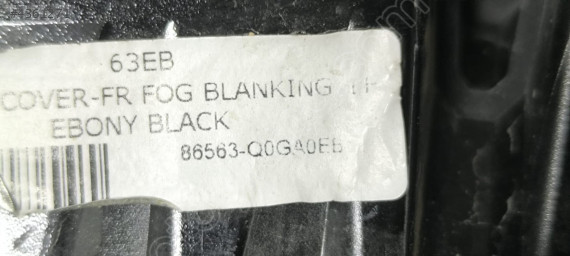 63EB
COVER-FR FOG BLANKING
EBONY BLACK
86563-Q0GA0EB